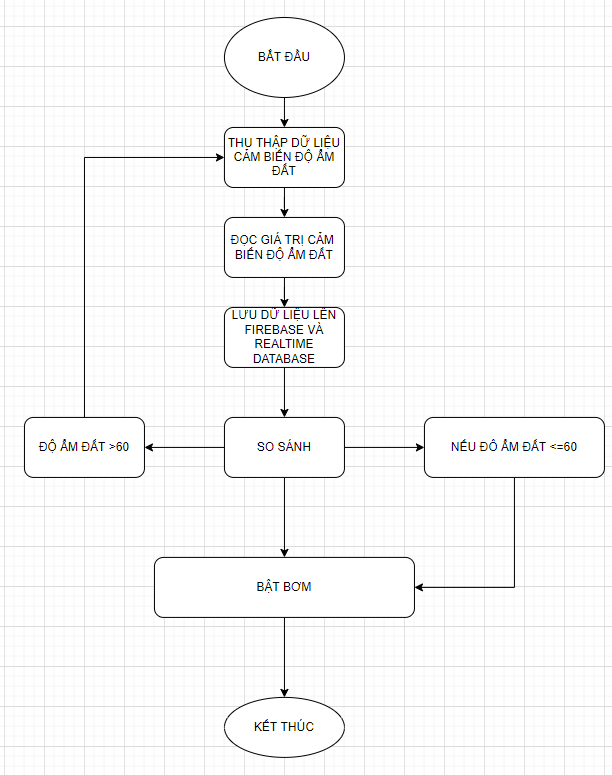 BẮT ĐẦU
THU THẬP DỮ LIỆU
CẢM BIẾN ĐỘ ẨM
ĐẤT
ĐỌC GIÁ TRỊ CẢM
BIẾN ĐỘ ẨM ĐẤT
LƯU DỮ LIỆU LÊN
FIREBASE VÀ
REALTIME
DATABASE
ĐỘ ẨM ĐẤT >60
SO SÁNH
NẾU ĐÔ ẨM ĐẤT <=60
BẬT BƠM
KẾT THÚC